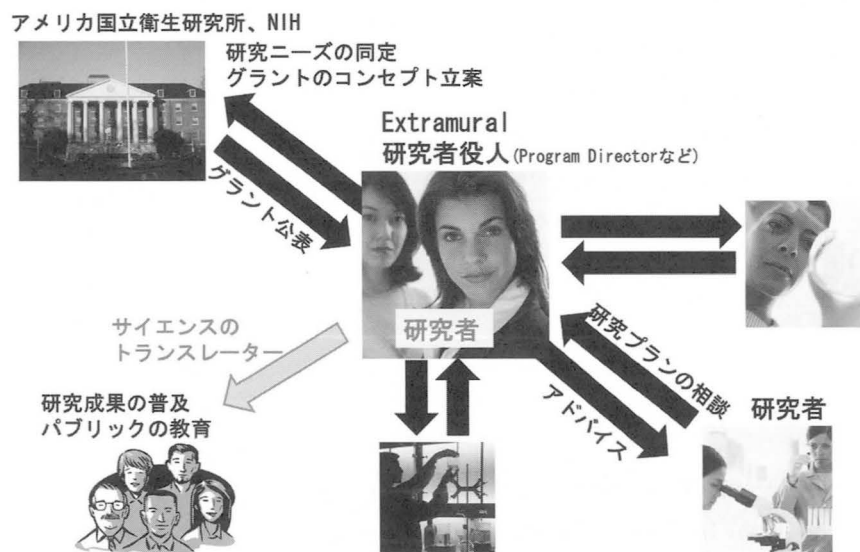 アメリカ国立衛生研究所、NIH
研究ニーズの同定
グラントのコンセプト立案
Extramural
研究者役人(Program Directorなど)
グラント公表
研究者
サイエンスの
トランスレーター
研究プランの相談
アドバイス
研究者
研究成果の普及
パブリックの教育